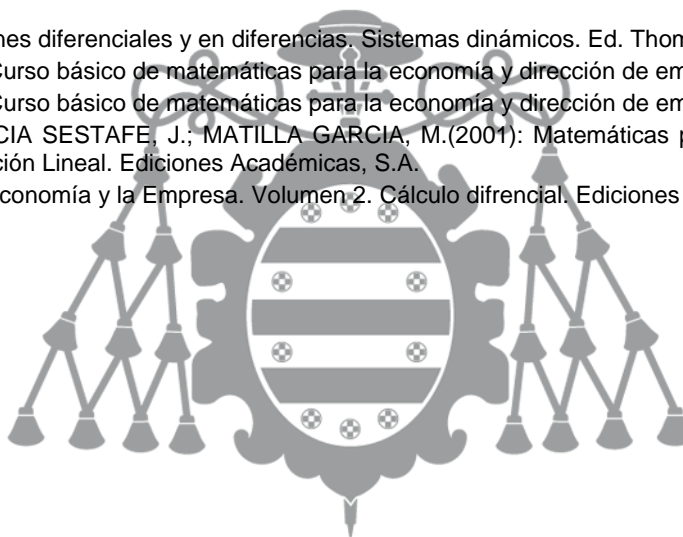 nes diferenciales y en diferencias. Sistemas dinámicos. Ed. Thom
Curso básico de matemáticas para la economía y dirección de em
Curso básico de matemáticas para la economía y dirección de em
CIA SESTAFE, J.; MATILLA GARCIA, M.(2001): Matemáticas p
ción Lineal. Ediciones Académicas, S.A.
conomía y la Empresa. Volumen 2. Cálculo difrencial. Ediciones